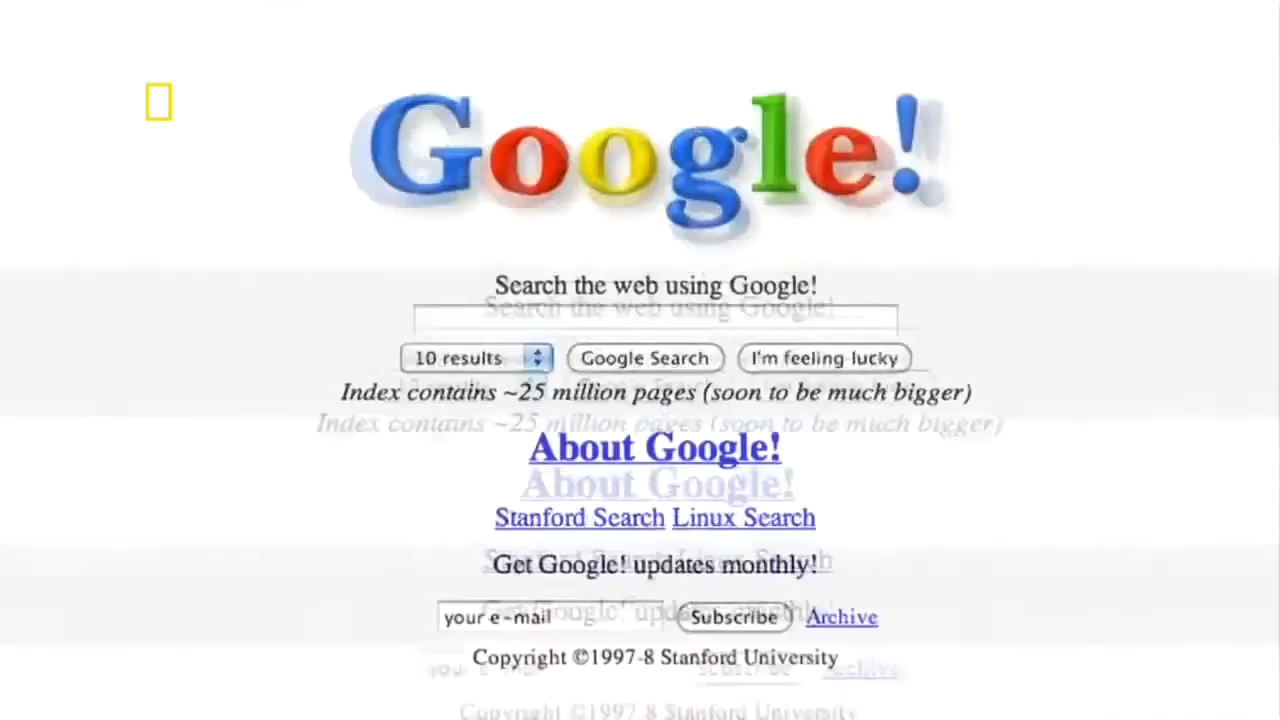 Google!
Search the web using Google!
10 results Google Search I'm feeling lucky
Index contains ~25 million pages (soon to be much bigger)
About Google!
Stanford Search Linux Search
Get Google! updates monthly!
your e-mail Subscribe Archive
Copyright ©1997-8 Stanford University